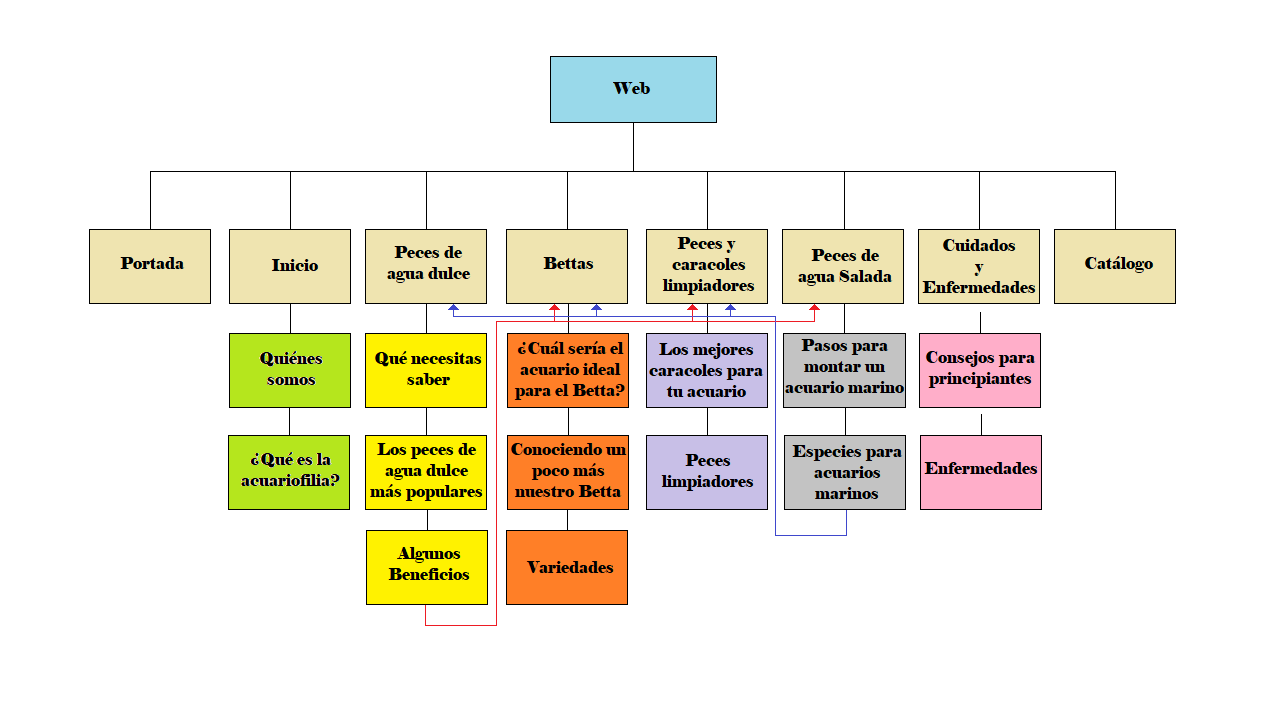 Web
Portada
Inicio
Peces de
agua dulce
Bettas
Peces y
caracoles
limpiadores
Peces de
agua Salada
Cuidados
y
Enfermedades
Catálogo
Quiénes
somos
Qué necesitas
saber
¿Cuál sería el
acuario ideal
para el Betta?
Los mejores
caracoles para
tu acuario
Pasos para
montar un
acuario marino
Consejos para
principiantes
¿Qué es la
acuariofilia?
Los peces de
agua dulce
más populares
Conociendo un
poco más
nuestro Betta
Peces
limpiadores
Especies para
acuarios
marinos
Enfermedades
Algunos
Beneficios
Variedades